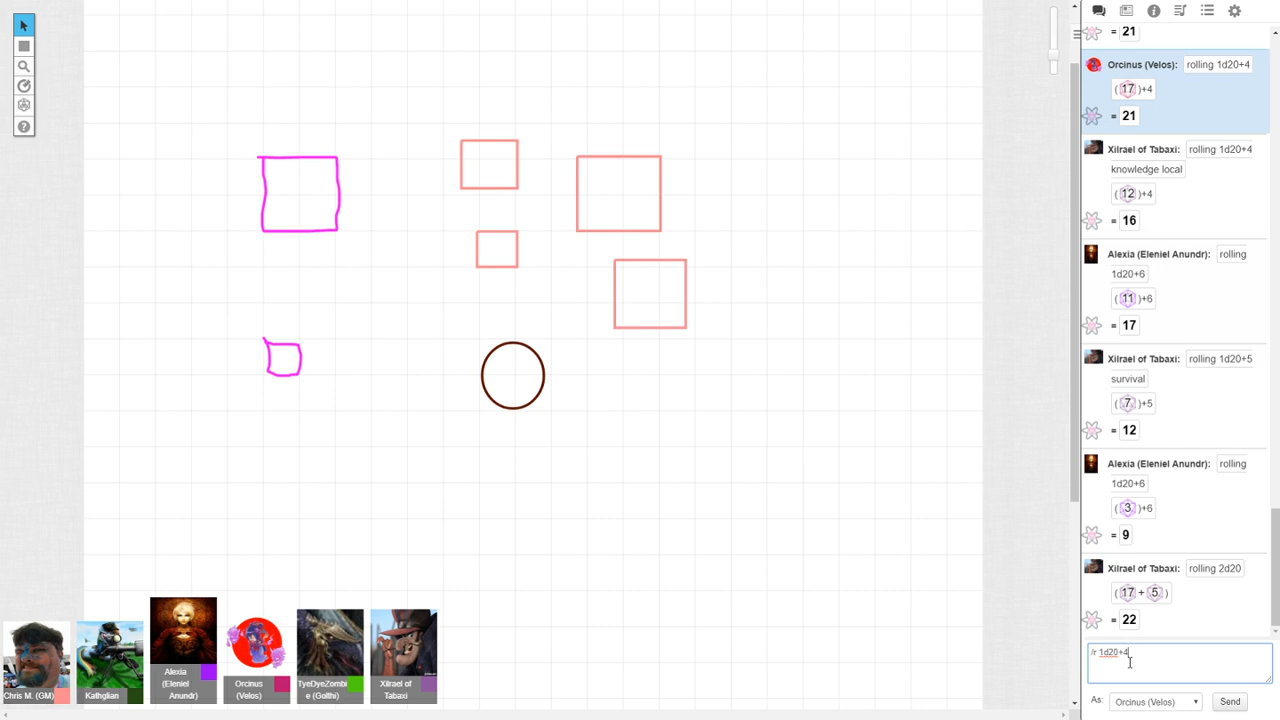 = 21
Orcinus (Velos): rolling 1d20+4
(17)+4
= 21
Xilrael of Tabaxi: rolling 1d20+4
knowledge local
(12)+4
= 16
Alexia (Eleniel Anundr): rolling
1d20+6
(11)+6
= 17
Xilrael of Tabaxi: rolling 1d20+5
survival
(7)+5
= 12
Alexia (Eleniel Anundr): rolling
1d20+6
(3)+6
= 9
Xilrael of Tabaxi: rolling 2d20
(17+5)
= 22
/r 1d20+4
As: Orcinus (Velos) Send
Chris M. (GM)
Kathglian
Alexia
(Eleniel
Anundr)
Orcinus
(Velos)
TyeDyeZombi
e (Golthi)
Xilrael of
Tabaxi